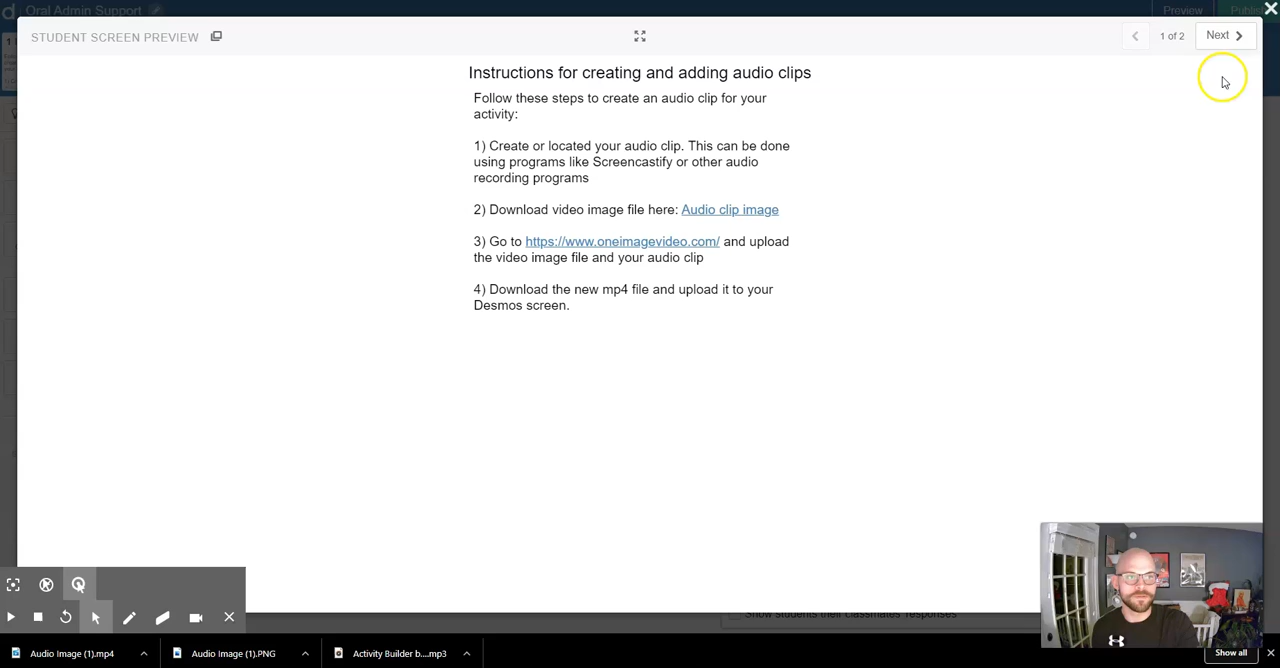 Oral Admin Support
Preview
Publish
STUDENT SCREEN PREVIEW
1 of 2
Next
Instructions for creating and adding audio clips
Follow these steps to create an audio clip for your
activity:
1) Create or located your audio clip. This can be done
using programs like Screencastify or other audio
recording programs
2) Download video image file here: Audio clip image
3) Go to https://www.oneimagevideo.com/ and upload
the video image file and your audio clip
4) Download the new mp4 file and upload it to your
Desmos screen.
Show students their classmates' responses
Audio Image (1).mp4
Audio Image (1).PNG
Activity Builder b....mp3
Show all